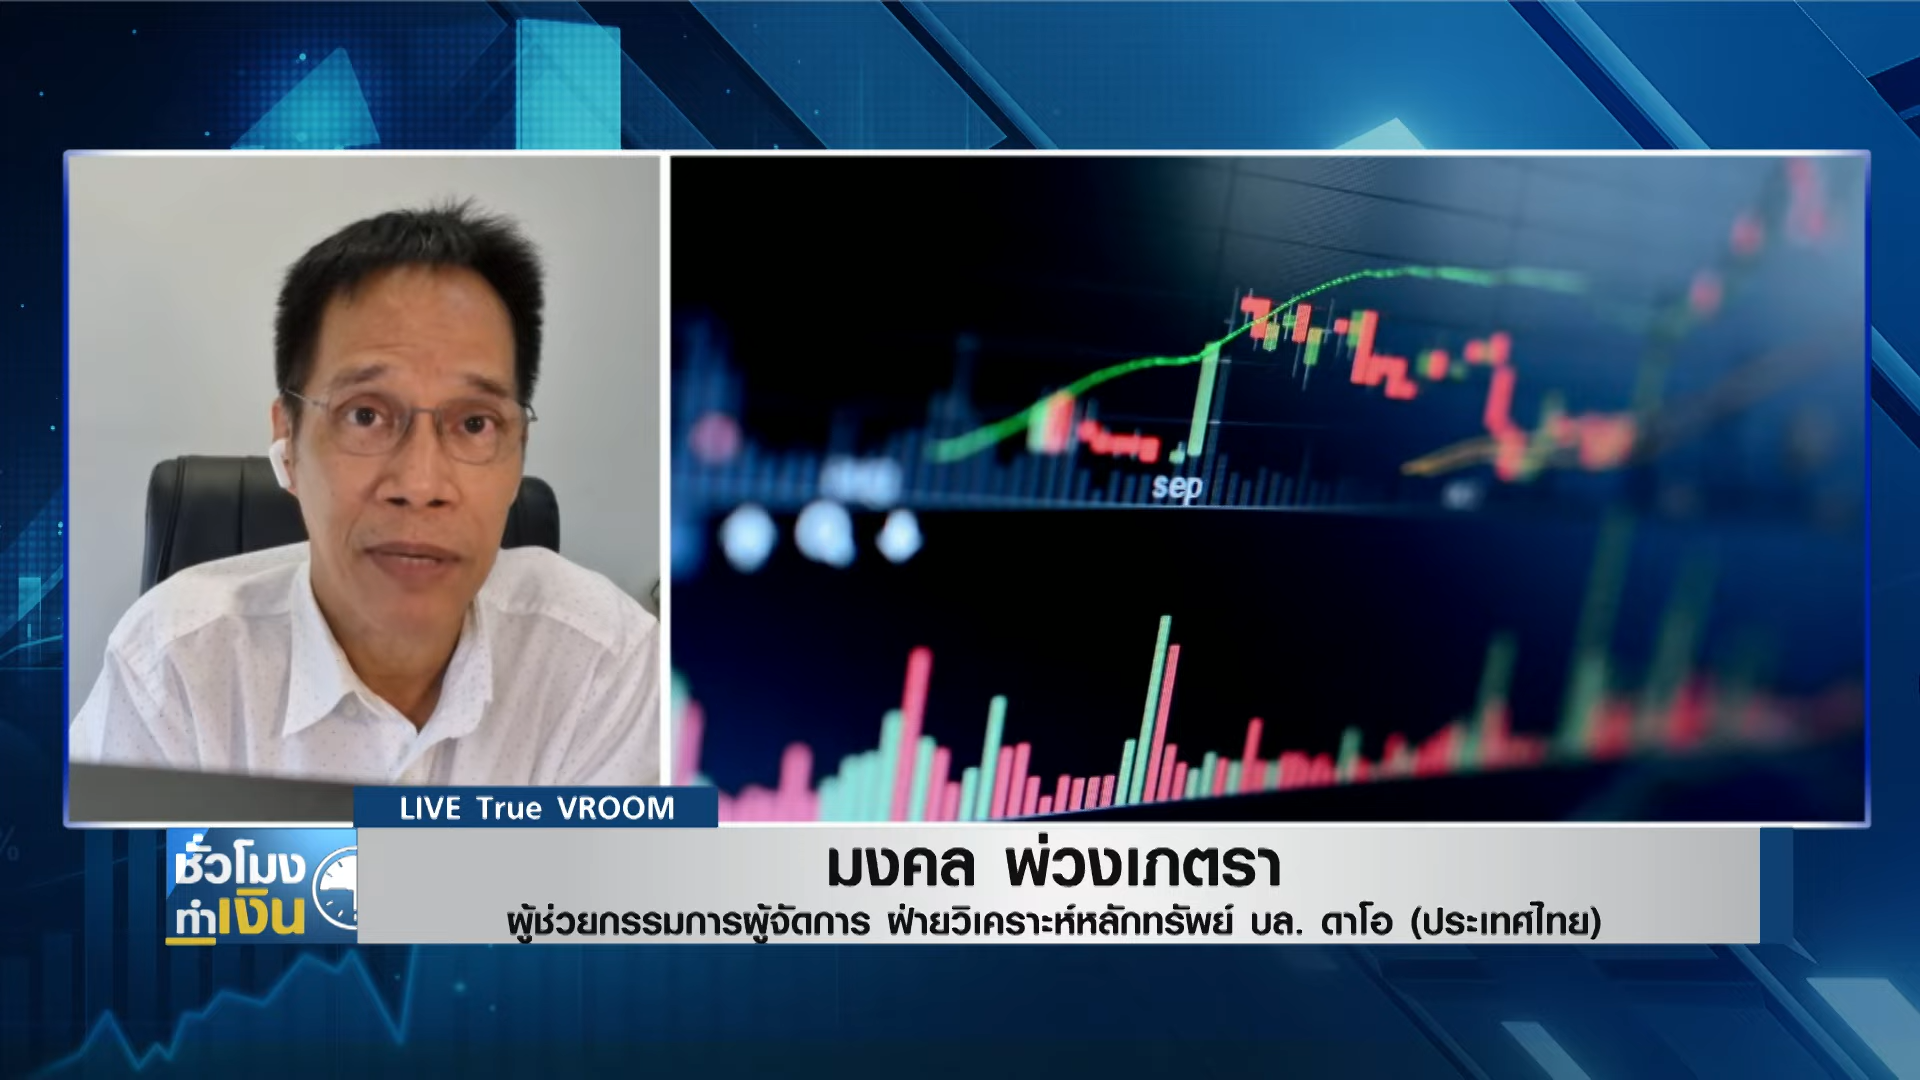 sep
LIVE True VROOM
ชั่วโมง
ทำเงิน
มงคล พ่วงเภตรา
ผู้ช่วยกรรมการผู้จัดการ ฝ่ายวิเคราะห์หลักทรัพย์ บล. ดาโอ (ประเทศไทย)